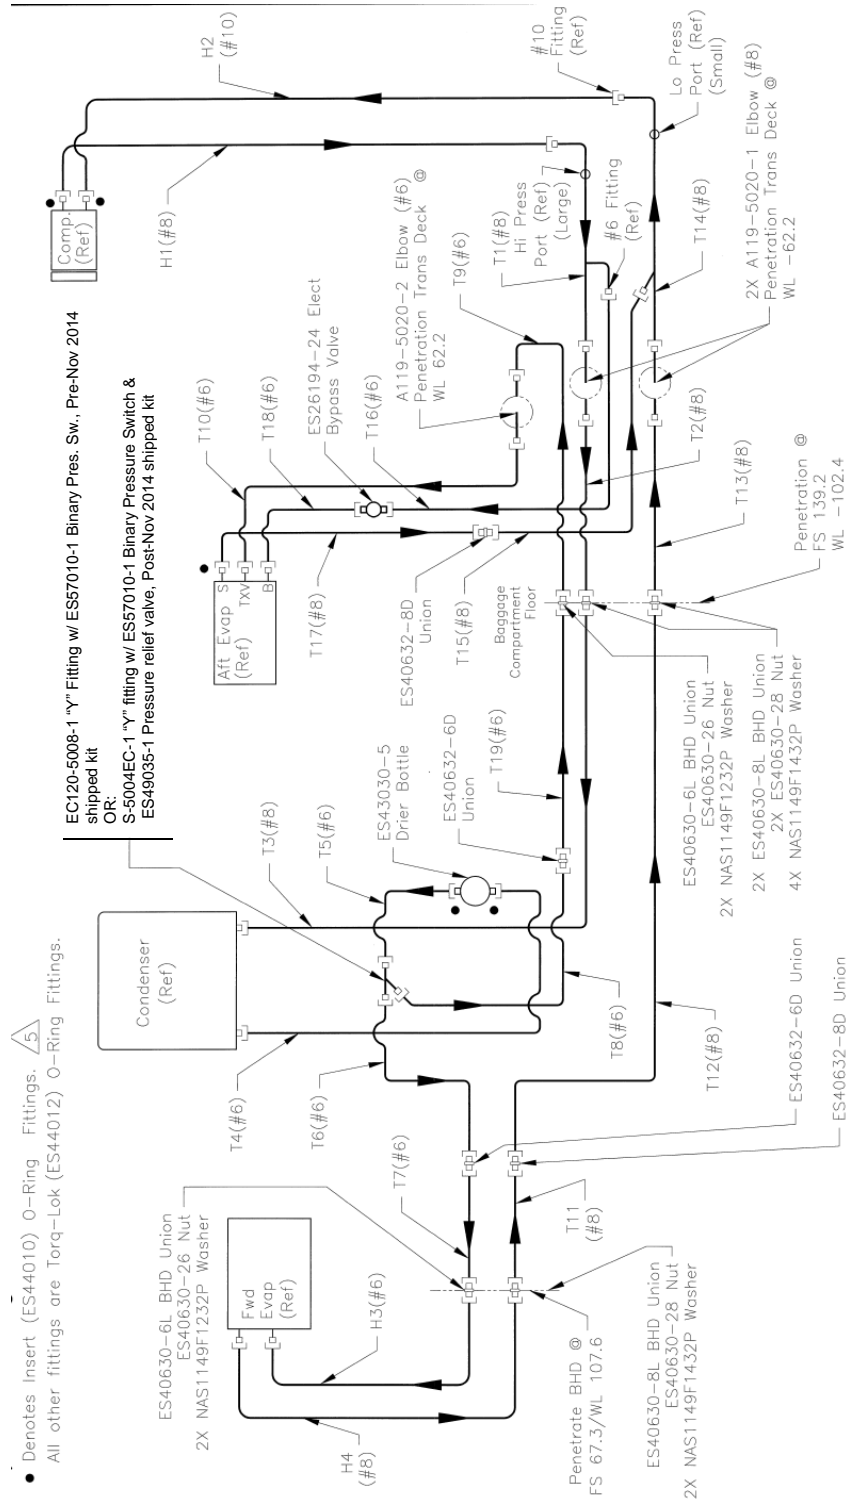 ● Denotes Insert (ES44010) O-Ring Fittings. 5
All other fittings are Torq-Lok (ES44012) O-Ring Fittings.
EC120-5008-1 “Y” Fitting w/ ES57010-1 Binary Pres. Sw., Pre-Nov 2014
shipped kit
OR:
S-5004EC-1 “Y” fitting w/ ES57010-1 Binary Pressure Switch &
ES49035-1 Pressure relief valve, Post-Nov 2014 shipped kit
Comp.
(Ref)
H2
(#10)
H1(#8)
#10
Fitting
(Ref)
Lo Press
Port (Ref)
(Small)
2X A119-5020-1 Elbow (#8)
Penetration Trans Deck @
WL -62.2
T14(#8)
#6 Fitting
(Ref)
T1(#8)
Hi Press
Port (Ref)
(Large)
T9(#6)
A119-5020-2 Elbow (#6)
Penetration Trans Deck @
WL 62.2
T16(#6)
ES26194-24 Elect
Bypass Valve
T18(#6)
T10(#6)
Aft Evap
(Ref)
S
TXV
B
T17(#8)
ES40632-8D
Union
T15(#8)
Baggage
Compartment
Floor
T2(#8)
T13(#8)
Penetration @
FS 139.2
WL -102.4
ES40630-6L BHD Union
ES40630-26 Nut
2X NAS1149F1232P Washer
2X ES40630-8L BHD Union
2X ES40630-28 Nut
4X NAS1149F1432P Washer
T19(#6)
ES40632-6D
Union
ES43030-5
Drier Bottle
T5(#6)
T3(#8)
Condenser
(Ref)
T4(#6)
T6(#6)
T8(#6)
T12(#8)
ES40632-6D Union
ES40632-8D Union
T7(#6)
T11
(#8)
ES40630-6L BHD Union
ES40630-26 Nut
2X NAS1149F1232P Washer
Fwd
Evap
(Ref)
H3(#6)
H4
(#8)
Penetrate BHD @
FS 67.3/WL 107.6
ES40630-8L BHD Union
ES40630-28 Nut
2X NAS1149F1432P Washer